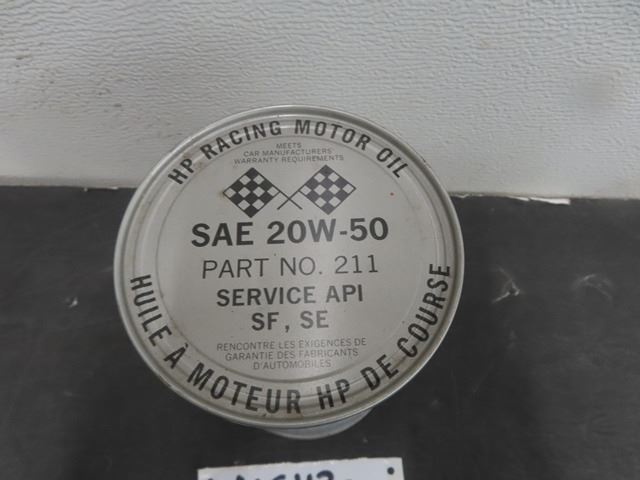 HP RACING MOTOR OIL
MEETS
CAR MANUFACTURERS
WARRANTY REQUIREMENTS
SAE 20W-50
PART NO. 211
SERVICE API
SF, SE
RENCONTRE LES EXIGENCES DE
GARANTIE DES FABRICANTS
D'AUTOMOBILES
HUILE À MOTEUR HP DE COURSE